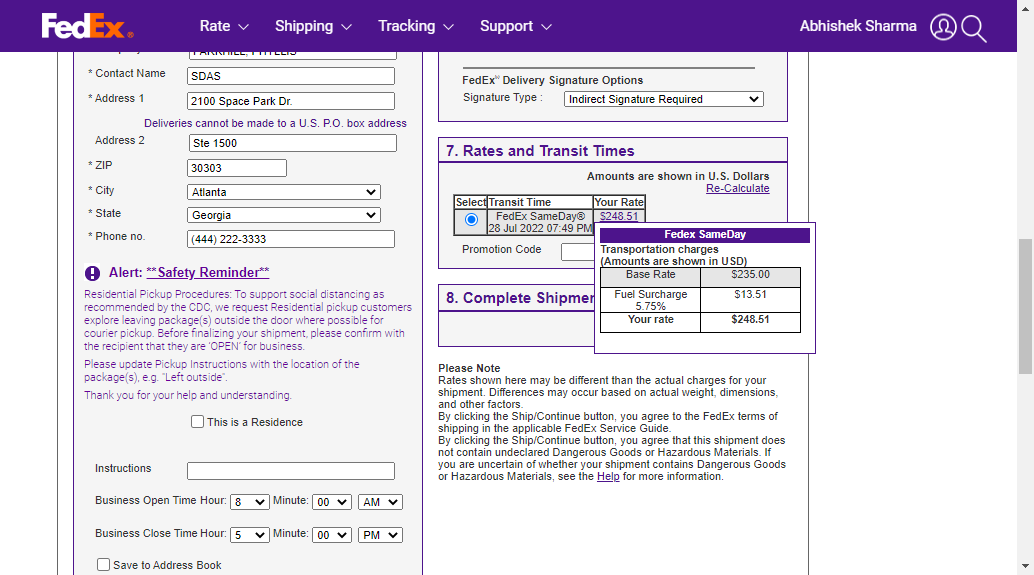 FedEx®
Rate
Shipping
Tracking
Support
Abhishek Sharma
* Contact Name
SDAS
* Address 1
2100 Space Park Dr.
Deliveries cannot be made to a U.S. P.O. box address
Address 2
Ste 1500
* ZIP
30303
* City
Atlanta
* State
Georgia
* Phone no.
(444) 222-3333
Alert: **Safety Reminder**
Residential Pickup Procedures: To support social distancing as
recommended by the CDC, we request Residential pickup customers
explore leaving package(s) outside the door where possible for
courier pickup. Before finalizing your shipment, please confirm with
the recipient that they are 'OPEN' for business.
Please update Pickup Instructions with the location of the
package(s), e.g. "Left outside".
Thank you for your help and understanding.
This is a Residence
Instructions
Business Open Time Hour: 8 Minute: 00 AM
Business Close Time Hour: 5 Minute: 00 PM
Save to Address Book
FedEx® Delivery Signature Options
Signature Type : Indirect Signature Required
7. Rates and Transit Times
Amounts are shown in U.S. Dollars
Re-Calculate
Select Transit Time Your Rate
FedEx SameDay® $248.51
28 Jul 2022 07:49 PM
Promotion Code
Fedex SameDay
Transportation charges
(Amounts are shown in USD)
Base Rate $235.00
Fuel Surcharge $13.51
5.75%
Your rate $248.51
8. Complete
Please Note
Rates shown here may be different than the actual charges for your
shipment. Differences may occur based on actual weight, dimensions,
and other factors.
By clicking the Ship/Continue button, you agree to the FedEx terms of
shipping in the applicable FedEx Service Guide.
By clicking the Ship/Continue button, you agree that this shipment does
not contain undeclared Dangerous Goods or Hazardous Materials. If
you are uncertain of whether your shipment contains Dangerous Goods
or Hazardous Materials, see the Help for more information.